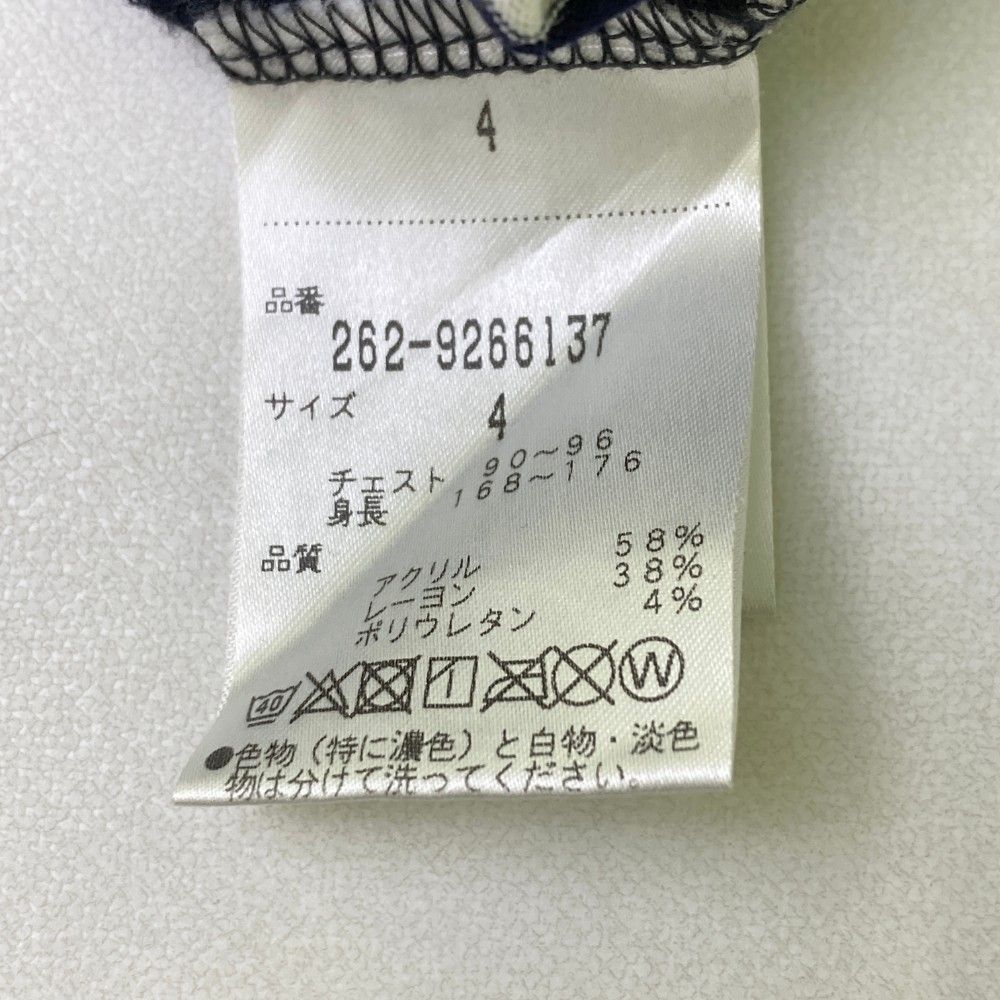 4
品番
262-9266137
サイズ 4
チェスト 90～96
身長 168～176
品質
アクリル 58%
レーヨン 38%
ポリウレタン 4%
40 W
●色物(特に濃色)と白物・淡色
物は分けて洗ってください。